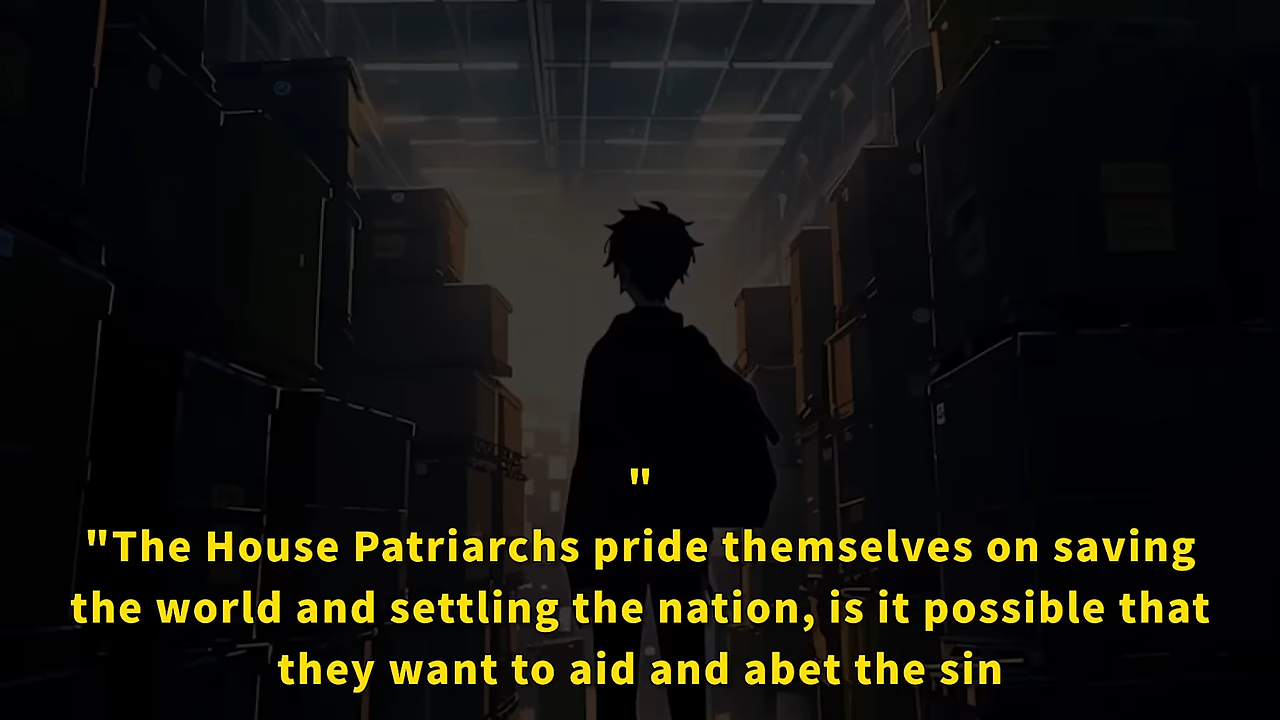 "
"The House Patriarchs pride themselves on saving
the world and settling the nation, is it possible that
they want to aid and abet the sin